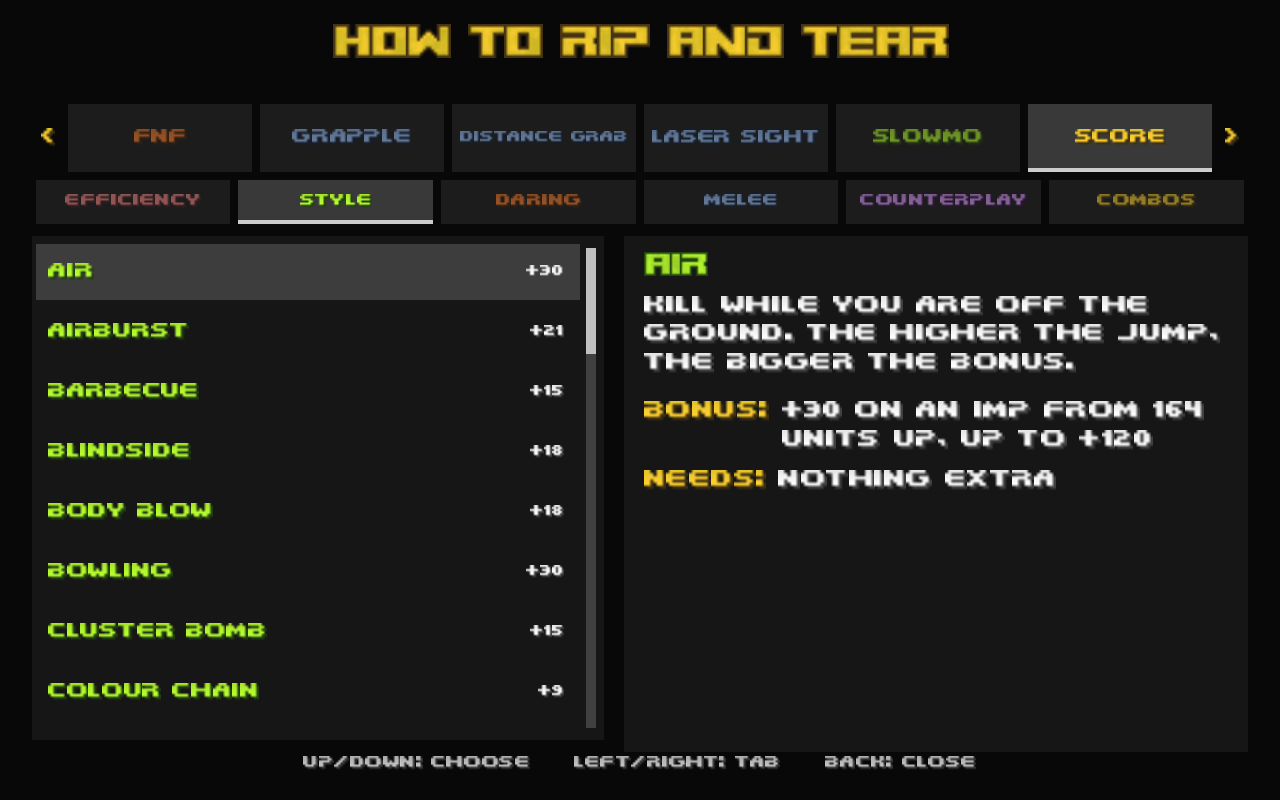 HOW TO RIP AND TEAR
FNF
GRAPPLE
DISTANCE GRAB
LASER SIGHT
SLOWMO
SCORE
EFFICIENCY
STYLE
DARING
MELEE
COUNTERPLAY
COMBOS
AIR +30
AIRBURST +21
BARBECUE +15
BLINDSIDE +18
BODY BLOW +18
BOWLING +30
CLUSTER BOMB +15
COLOUR CHAIN +9
AIR
KILL WHILE YOU ARE OFF THE
GROUND. THE HIGHER THE JUMP,
THE BIGGER THE BONUS.
BONUS: +30 ON AN IMP FROM 164
UNITS UP, UP TO +120
NEEDS: NOTHING EXTRA
UP/DOWN: CHOOSE LEFT/RIGHT: TAB BACK: CLOSE